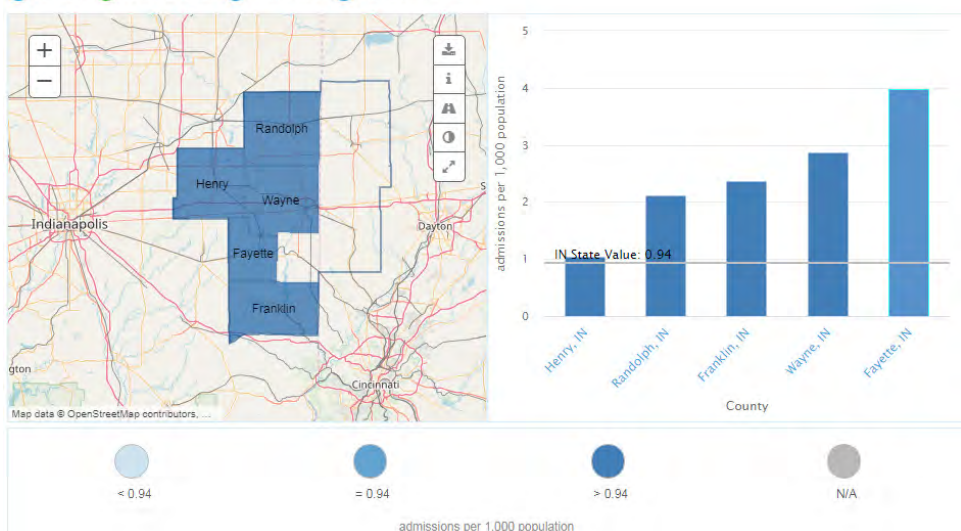 +
−
i
Randolph
Henry
Wayne
Indianapolis
Dayton
S
Fayette
Franklin
gton
Cincinnati
Map data © OpenStreetMap contributors, ...
5
4
3
2
1
0
admissions per 1,000 population
IN State Value: 0.94
Henry, IN
Randolph, IN
Franklin, IN
Wayne, IN
Fayette, IN
County
< 0.94
= 0.94
> 0.94
N/A
admissions per 1,000 population